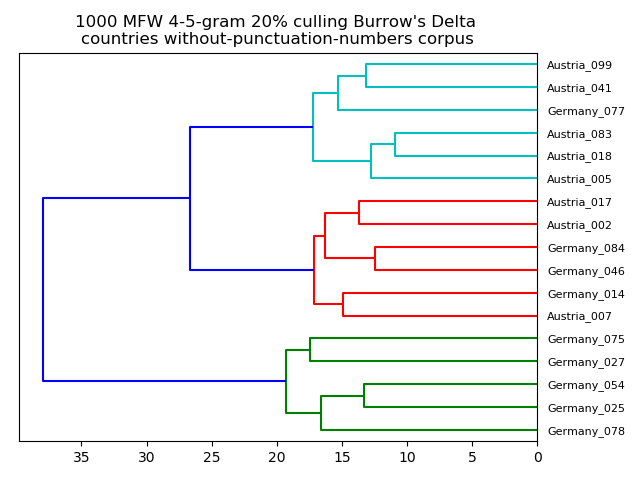 1000 MFW 4-5-gram 20% culling Burrow's Delta
countries without-punctuation-numbers corpus
Austria_099
Austria_041
Germany_077
Austria_083
Austria_018
Austria_005
Austria_017
Austria_002
Germany_084
Germany_046
Germany_014
Austria_007
Germany_075
Germany_027
Germany_054
Germany_025
Germany_078
35 30 25 20 15 10 5 0